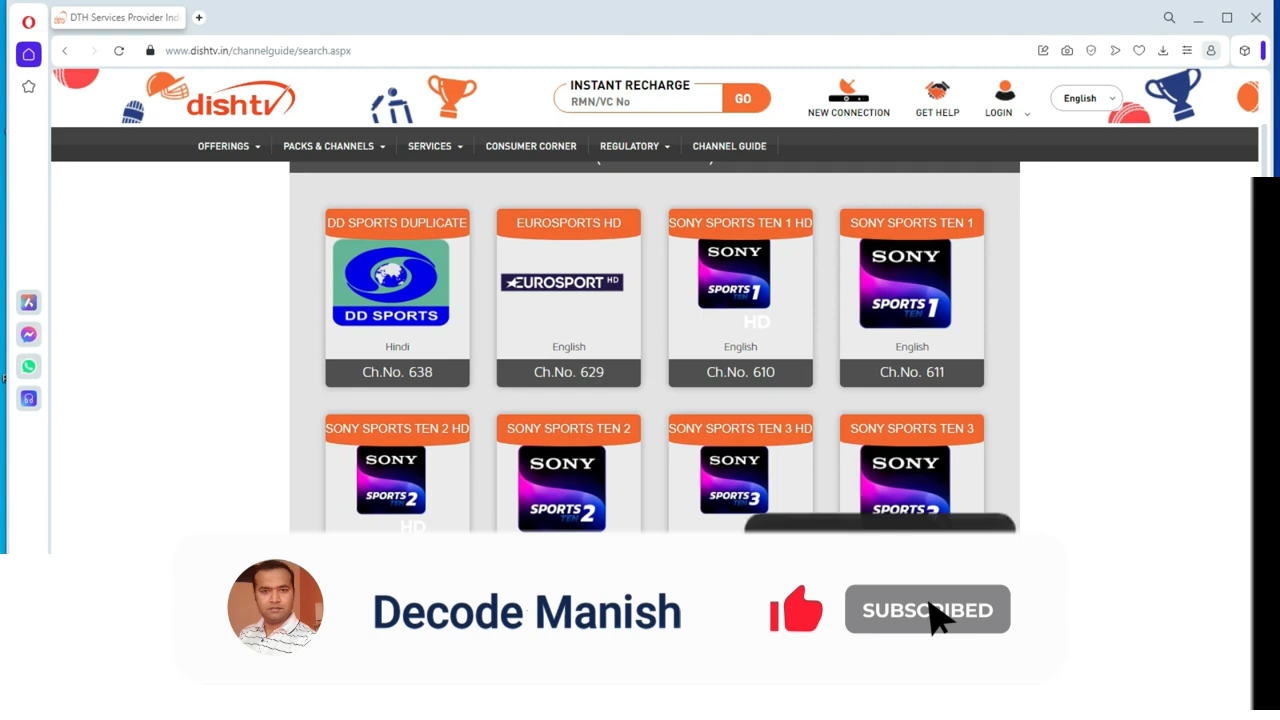 DTH Services Provider Ind
www.dishtv.in/channelguide/search.aspx
dishtv
INSTANT RECHARGE
RMN/VC No
GO
NEW CONNECTION
GET HELP
LOGIN
English
OFFERINGS
PACKS & CHANNELS
SERVICES
CONSUMER CORNER
REGULATORY
CHANNEL GUIDE
DD SPORTS DUPLICATE
DD SPORTS
Hindi
Ch.No. 638
EUROSPORTS HD
EUROSPORT HD
English
Ch.No. 629
SONY SPORTS TEN 1 HD
SONY
SPORTS 1
TEN
HD
English
Ch.No. 610
SONY SPORTS TEN 1
SONY
SPORTS 1
TEN
English
Ch.No. 611
SONY SPORTS TEN 2 HD
SONY
SPORTS 2
TEN
HD
SONY SPORTS TEN 2
SONY
SPORTS 2
TEN
SONY SPORTS TEN 3 HD
SONY
SPORTS 3
TEN
SONY SPORTS TEN 3
SONY
SPORTS
Decode Manish
SUBSCRIBED